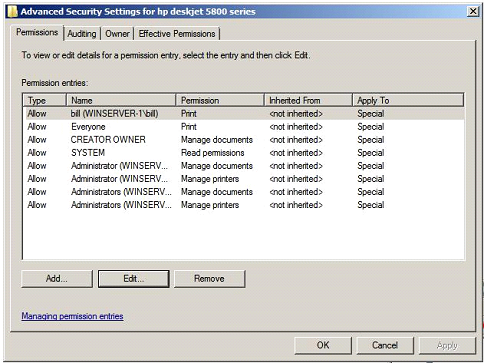 Advanced Security Settings for hp deskjet 5800 series
Permissions Auditing Owner Effective Permissions
To view or edit details for a permission entry, select the entry and then click Edit.
Permission entries:
Type Name Permission Inherited From Apply To
Allow bill (WINSERVER-1\bill) Print <not inherited> Special
Allow Everyone Print <not inherited> Special
Allow CREATOR OWNER Manage documents <not inherited> Special
Allow SYSTEM Read permissions <not inherited> Special
Allow Administrator (WINSERV... Manage documents <not inherited> Special
Allow Administrator (WINSERV... Manage printers <not inherited> Special
Allow Administrators (WINSERV... Manage documents <not inherited> Special
Allow Administrators (WINSERV... Manage printers <not inherited> Special
Add... Edit... Remove
Managing permission entries
OK Cancel Apply